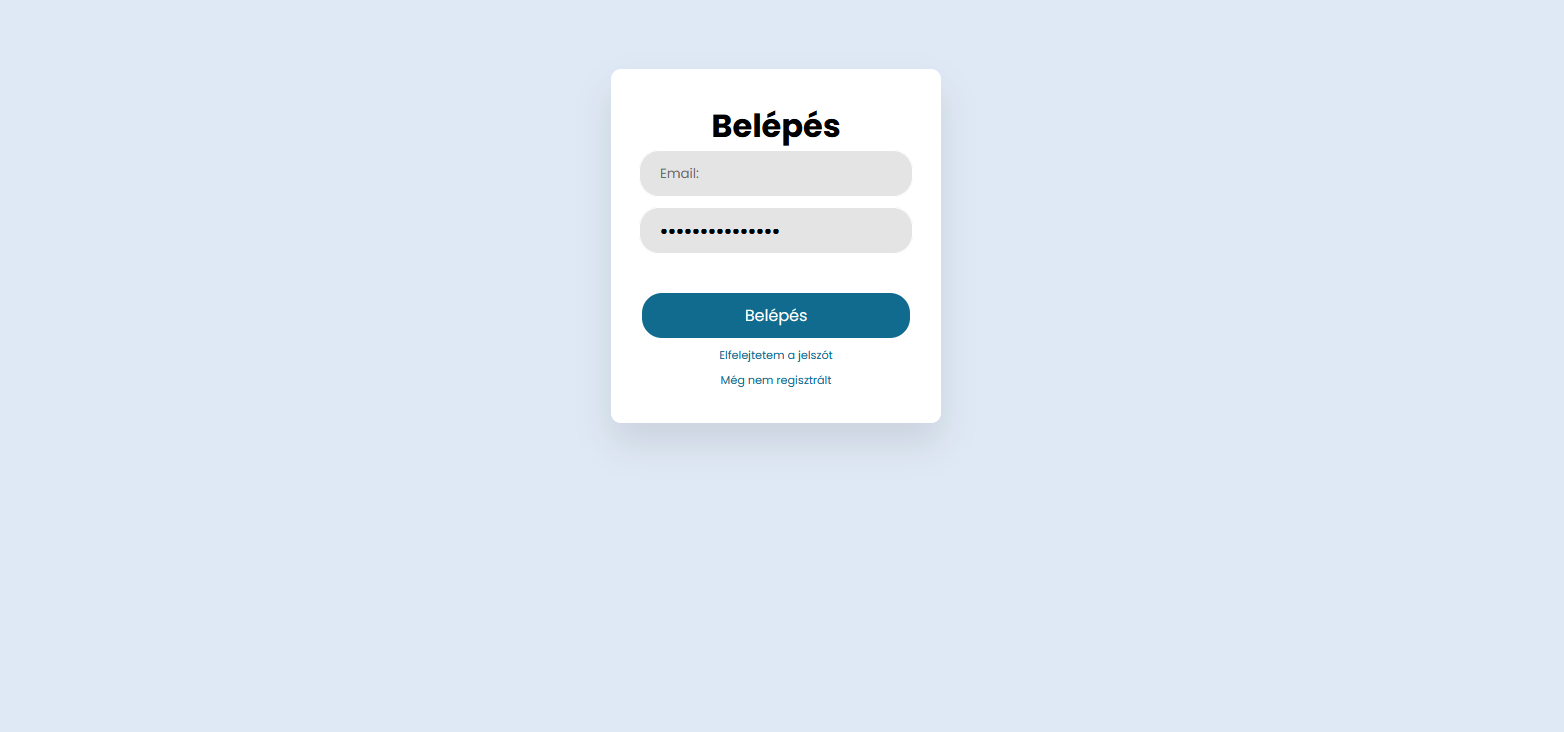 Belépés
Email:
•••••••••••••••
Belépés
Elfelejtetem a jelszót
Még nem regisztrált